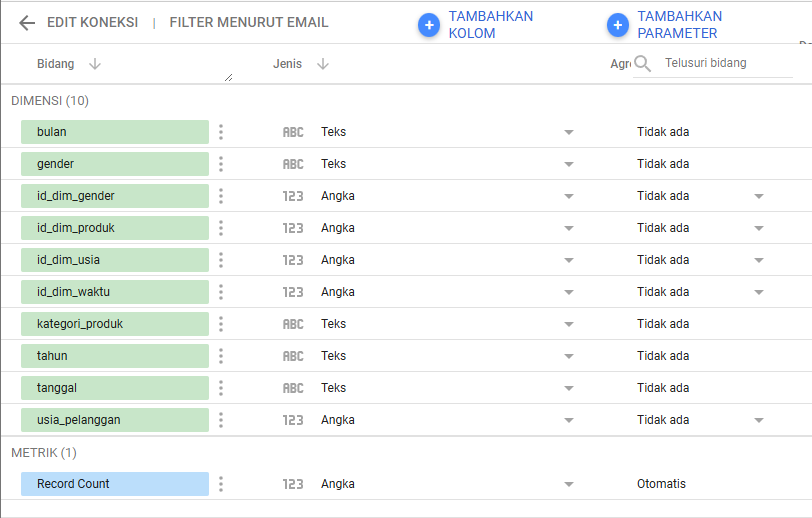 EDIT KONEKSI | FILTER MENURUT EMAIL
TAMBAHKAN
KOLOM
TAMBAHKAN
PARAMETER
Bidang
Jenis
Agr
Telusuri bidang
DIMENSI (10)
bulan ABC Teks Tidak ada
gender ABC Teks Tidak ada
id_dim_gender 123 Angka Tidak ada
id_dim_produk 123 Angka Tidak ada
id_dim_usia 123 Angka Tidak ada
id_dim_waktu 123 Angka Tidak ada
kategori_produk ABC Teks Tidak ada
tahun ABC Teks Tidak ada
tanggal ABC Teks Tidak ada
usia_pelanggan 123 Angka Tidak ada
METRIK (1)
Record Count 123 Angka Otomatis